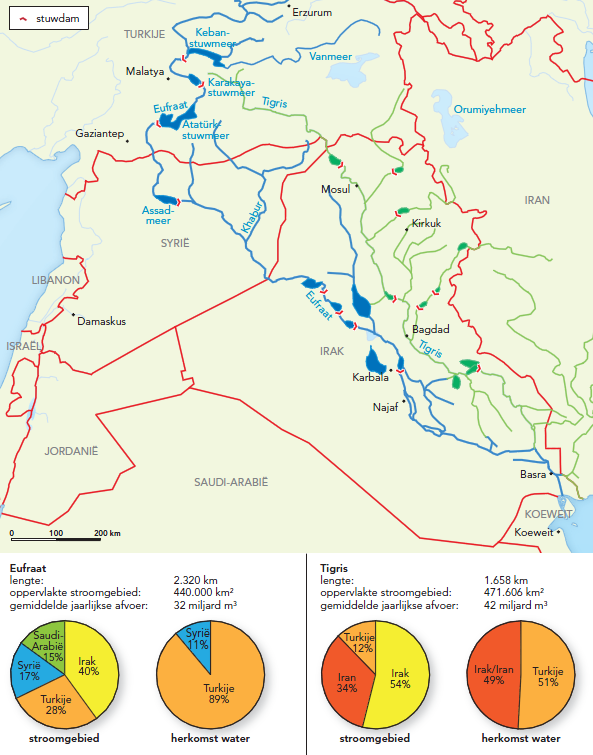 stuwdam
Erzurum
TURKIJE
Keban-
stuwmeer
Vanmeer
Malatya
Karakaya-
stuwmeer
Tigris
Eufraat
Atatürk-
stuwmeer
Orumiyehmeer
Gaziantep
Mosul
IRAN
Assad-
meer
Khabur
Kirkuk
SYRIË
LIBANON
Eufraat
Damaskus
Bagdad
ISRAËL
IRAK
Tigris
Karbala
Najaf
JORDANIË
SAUDI-ARABIË
Basra
KOEWEIT
Koeweit
0 100 200 km
Eufraat
lengte: 2.320 km
oppervlakte stroomgebied: 440.000 km²
gemiddelde jaarlijkse afvoer: 32 miljard m³
Saudi-
Arabië
15%
Irak
40%
Syrië
17%
Turkije
28%
stroomgebied
Syrië
11%
Turkije
89%
herkomst water
Tigris
lengte: 1.658 km
oppervlakte stroomgebied: 471.606 km²
gemiddelde jaarlijkse afvoer: 42 miljard m³
Turkije
12%
Iran
34%
Irak
54%
stroomgebied
Irak/Iran
49%
Turkije
51%
herkomst water